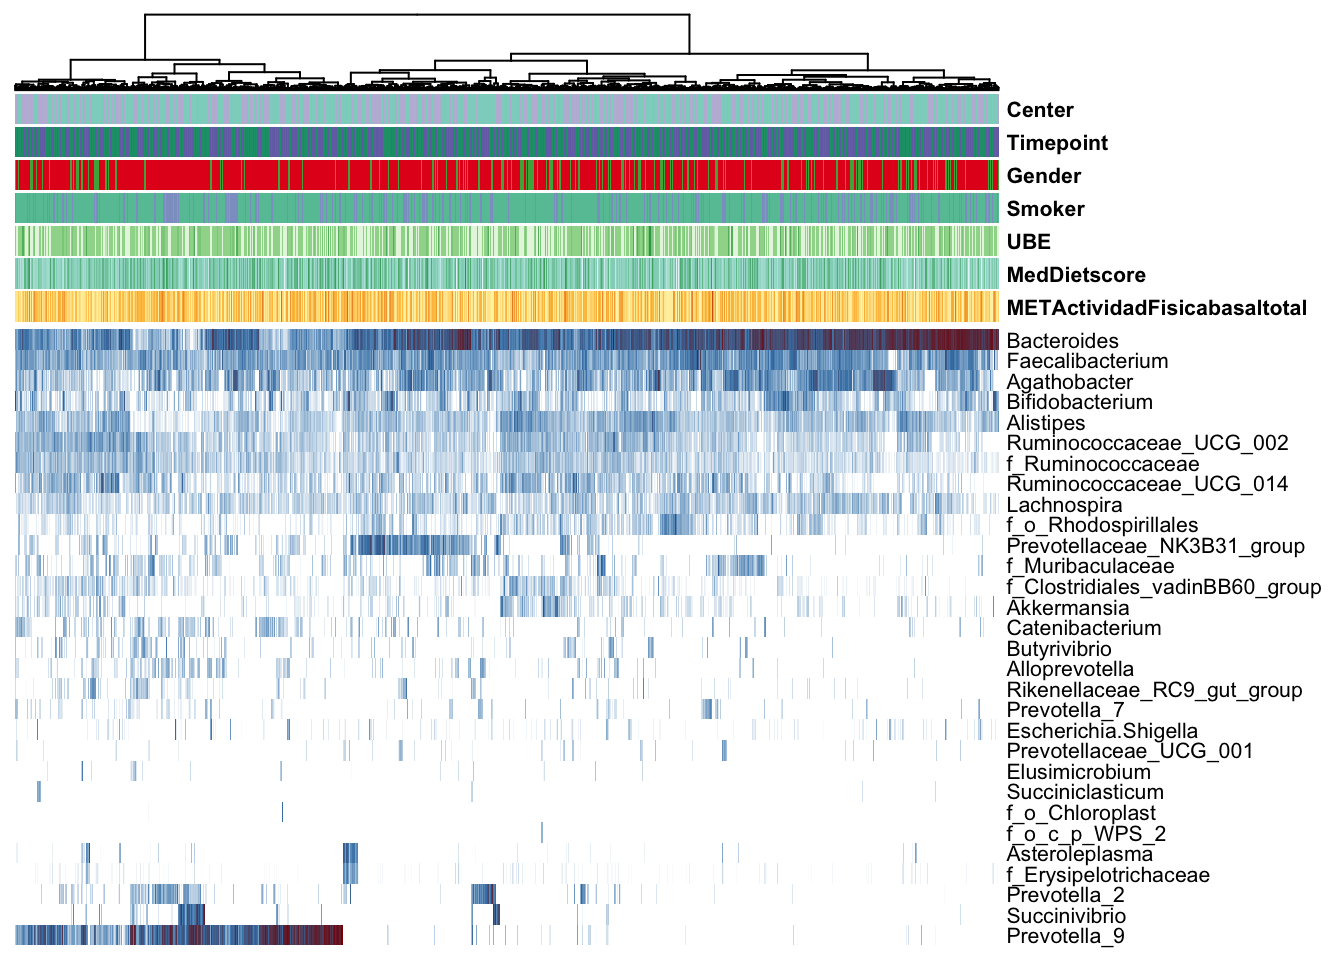 Center
Timepoint
Gender
Smoker
UBE
MedDietscore
METActividadFisicabasaltotal
Bacteroides
Faecalibacterium
Agathobacter
Bifidobacterium
Alistipes
Ruminococcaceae_UCG_002
f_Ruminococcaceae
Ruminococcaceae_UCG_014
Lachnospira
f_o_Rhodospirillales
Prevotellaceae_NK3B31_group
f_Muribaculaceae
f_Clostridiales_vadinBB60_group
Akkermansia
Catenibacterium
Butyrivibrio
Alloprevotella
Rikenellaceae_RC9_gut_group
Prevotella_7
Escherichia.Shigella
Prevotellaceae_UCG_001
Elusimicrobium
Succiniclasticum
f_o_Chloroplast
f_o_c_p_WPS_2
Asteroleplasma
f_Erysipelotrichaceae
Prevotella_2
Succinivibrio
Prevotella_9